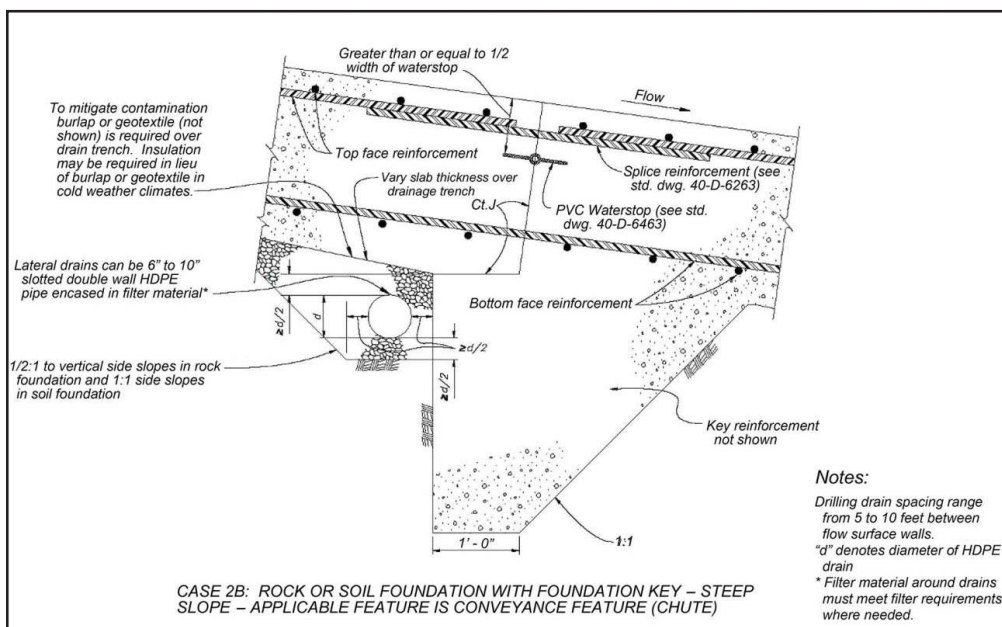 Greater than or equal to 1/2
width of waterstop
Flow
To mitigate contamination
burlap or geotextile (not
shown) is required over
drain trench. Insulation
may be required in lieu
of burlap or geotextile in
cold weather climates.
Top face reinforcement
Splice reinforcement (see
std. dwg. 40-D-6263)
Vary slab thickness over
drainage trench
Ct.J
PVC Waterstop (see std.
dwg. 40-D-6463)
Lateral drains can be 6" to 10"
slotted double wall HDPE
pipe encased in filter material*
Bottom face reinforcement
≥d/2
d
≥d/2
≥d/2
1/2:1 to vertical side slopes in rock
foundation and 1:1 side slopes
in soil foundation
Key reinforcement
not shown
1:1
1' - 0"
Notes:
Drilling drain spacing range
from 5 to 10 feet between
flow surface walls.
"d" denotes diameter of HDPE
drain
* Filter material around drains
must meet filter requirements
where needed.
CASE 2B: ROCK OR SOIL FOUNDATION WITH FOUNDATION KEY – STEEP
SLOPE – APPLICABLE FEATURE IS CONVEYANCE FEATURE (CHUTE)